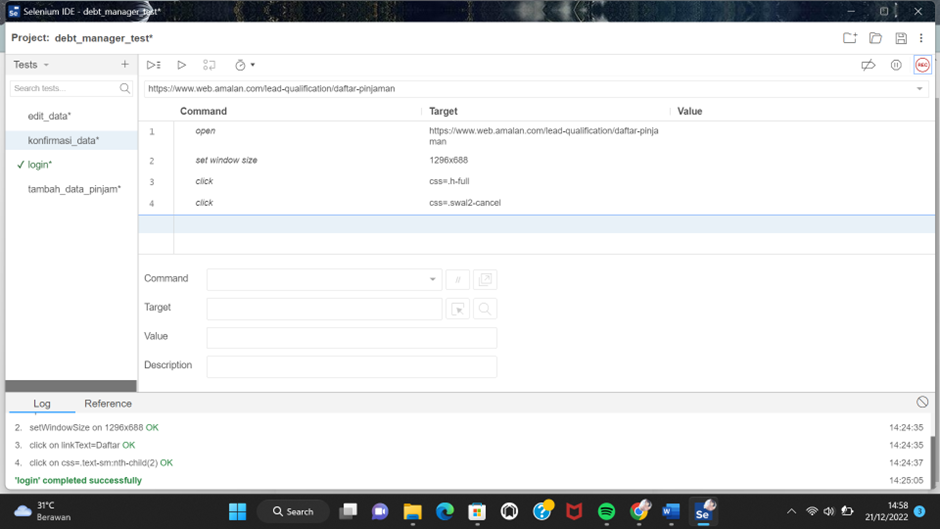 Selenium IDE - debt_manager_test*
Project: debt_manager_test*
Tests
Search tests...
edit_data*
konfirmasi_data*
✓ login*
tambah_data_pinjam*
REC
https://www.web.amalan.com/lead-qualification/daftar-pinjaman
Command Target Value
1 open https://www.web.amalan.com/lead-qualification/daftar-pinja
man
2 set window size 1296x688
3 click css=.h-full
4 click css=.swal2-cancel
Command
//
Target
Value
Description
Log Reference
2. setWindowSize on 1296x688 OK 14:24:35
3. click on linkText=Daftar OK 14:24:35
4. click on css=.text-sm:nth-child(2) OK 14:24:37
'login' completed successfully 14:25:05
31°C
Berawan
Search
Se
14:58
21/12/2022
3